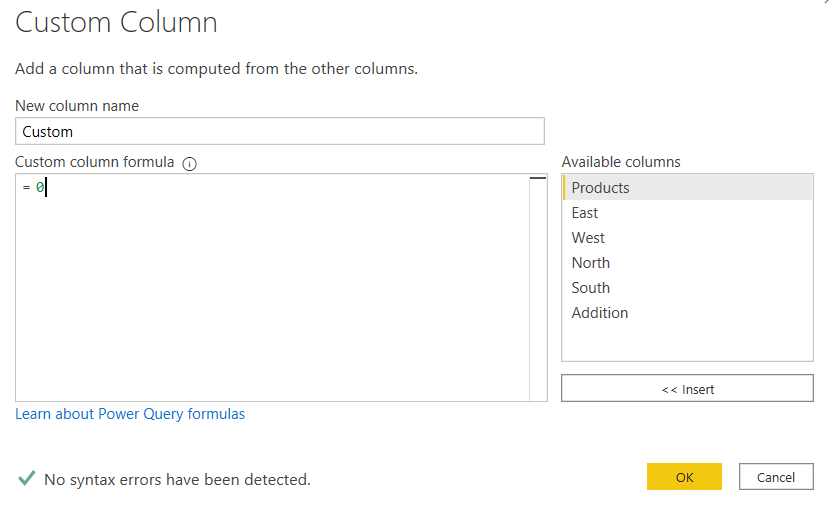 Custom Column
Add a column that is computed from the other columns.
New column name
Custom
Custom column formula
= 0
Available columns
Products
East
West
North
South
Addition
<< Insert
Learn about Power Query formulas
No syntax errors have been detected.
OK
Cancel